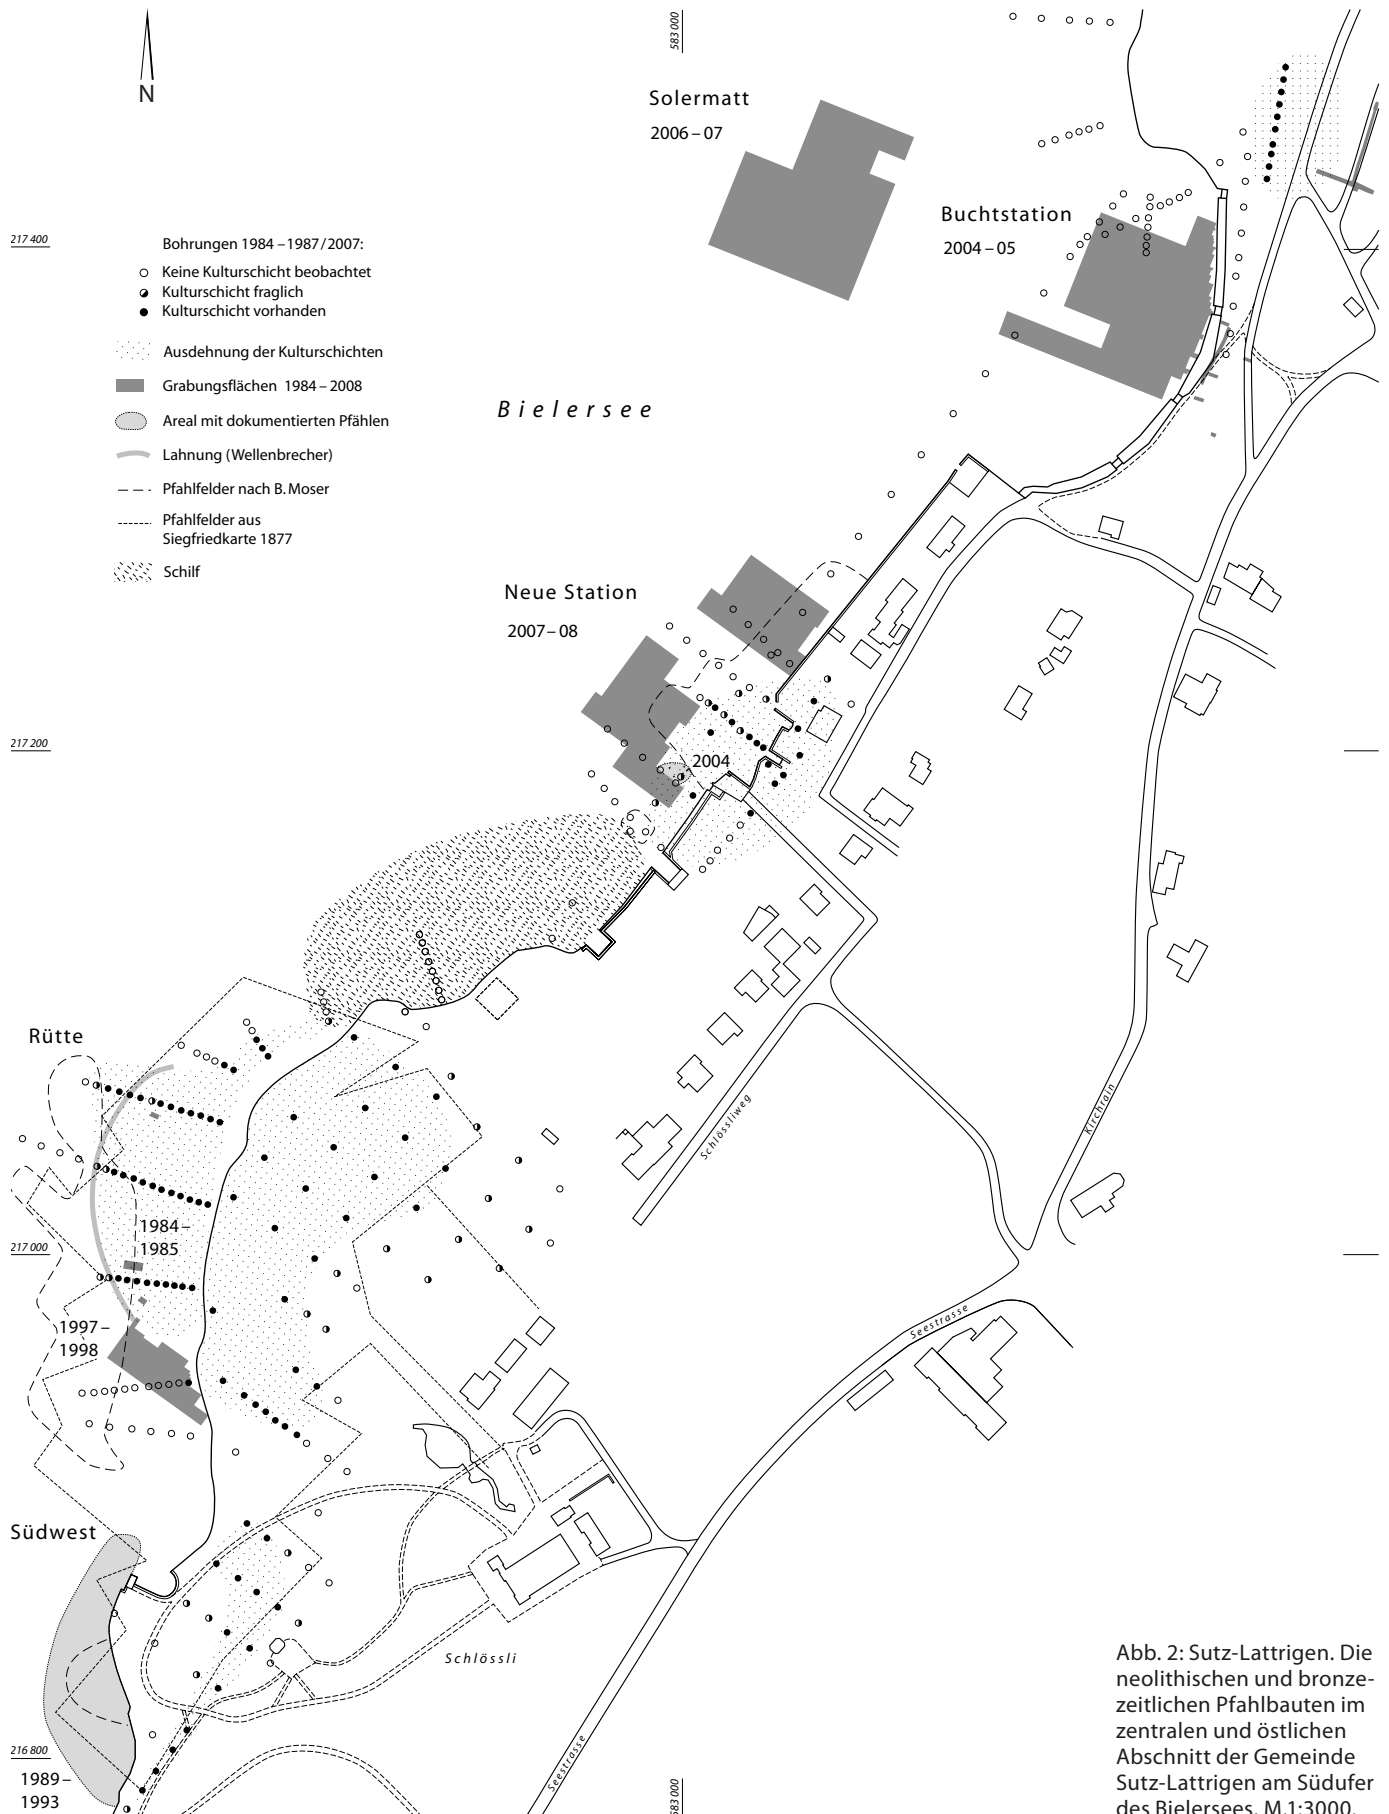 583 000
N
Solermatt
2006 – 07
Buchtstation
2004 – 05
217 400
Bohrungen 1984 – 1987/2007:
Keine Kulturschicht beobachtet
Kulturschicht fraglich
Kulturschicht vorhanden
Ausdehnung der Kulturschichten
Grabungsflächen 1984 – 2008
Areal mit dokumentierten Pfählen
Lahnung (Wellenbrecher)
Pfahlfelder nach B. Moser
Pfahlfelder aus
Siegfriedkarte 1877
Schilf
Bielersee
Neue Station
2007 – 08
217 200
2004
Rütte
Schlössliweg
Kirchrain
1984 –
1985
217 000
1997 –
1998
Seestrasse
Südwest
Schlössli
216 800
1989 –
1993
Seestrasse
583 000
Abb. 2: Sutz-Lattrigen. Die
neolithischen und bronze-
zeitlichen Pfahlbauten im
zentralen und östlichen
Abschnitt der Gemeinde
Sutz-Lattrigen am Südufer
des Bielersees. M.1:3000.